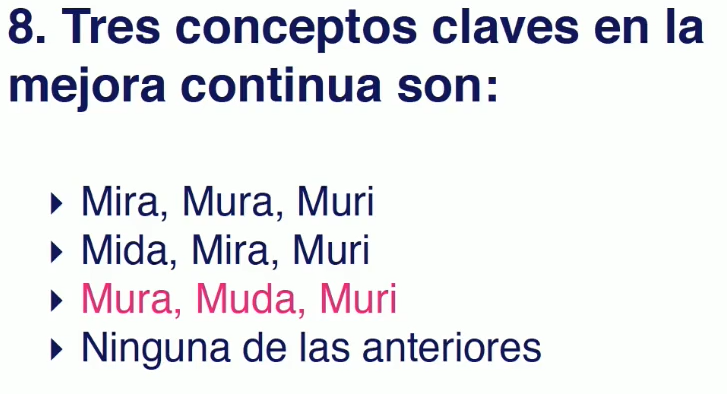 8. Tres conceptos claves en la
mejora continua son:
Mira, Mura, Muri
Mida, Mira, Muri
Mura, Muda, Muri
Ninguna de las anteriores